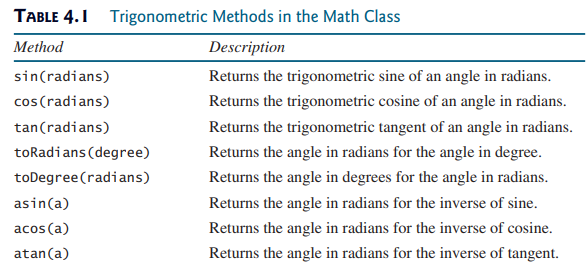 TABLE 4.1 Trigonometric Methods in the Math Class
Method Description
sin(radians) Returns the trigonometric sine of an angle in radians.
cos(radians) Returns the trigonometric cosine of an angle in radians.
tan(radians) Returns the trigonometric tangent of an angle in radians.
toRadians(degree) Returns the angle in radians for the angle in degree.
toDegree(radians) Returns the angle in degrees for the angle in radians.
asin(a) Returns the angle in radians for the inverse of sine.
acos(a) Returns the angle in radians for the inverse of cosine.
atan(a) Returns the angle in radians for the inverse of tangent.